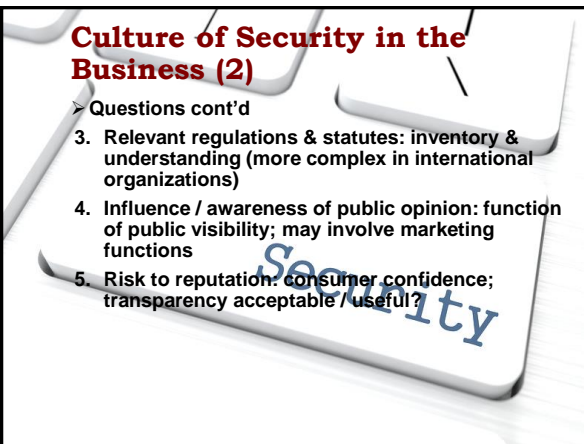 Culture of Security in the
Business (2)
➢ Questions cont'd
3. Relevant regulations & statutes: inventory &
understanding (more complex in international
organizations)
4. Influence / awareness of public opinion: function
of public visibility; may involve marketing
functions
5. Risk to reputation: consumer confidence;
transparency acceptable / useful?
Security